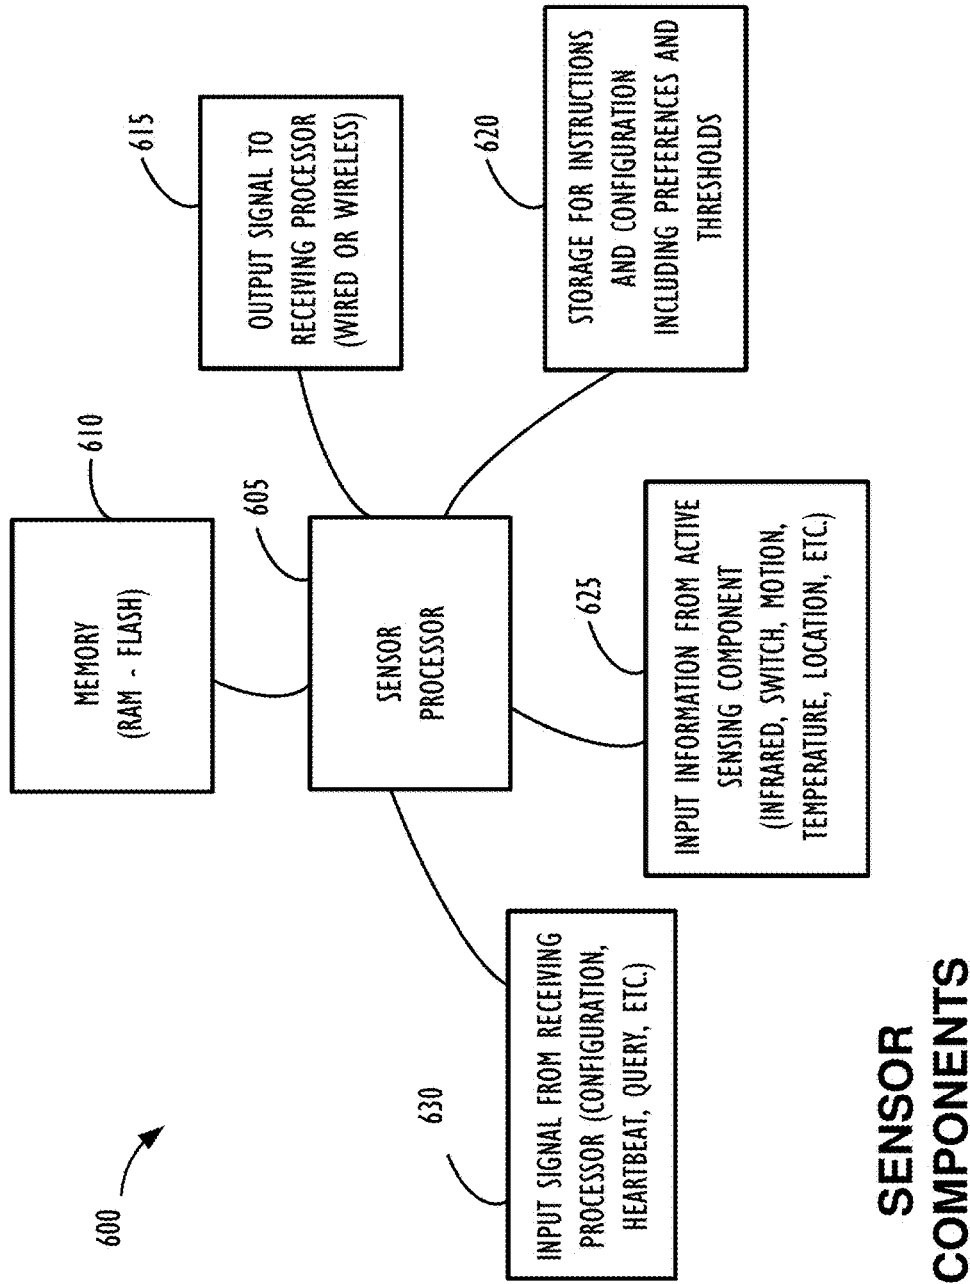 600
610
MEMORY
(RAM - FLASH)
615
OUTPUT SIGNAL TO
RECEIVING PROCESSOR
(WIRED OR WIRELESS)
605
SENSOR
PROCESSOR
620
STORAGE FOR INSTRUCTIONS
AND CONFIGURATION
INCLUDING PREFERENCES AND
THRESHOLDS
630
INPUT SIGNAL FROM RECEIVING
PROCESSOR (CONFIGURATION,
HEARTBEAT, QUERY, ETC.)
625
INPUT INFORMATION FROM ACTIVE
SENSING COMPONENT
(INFRARED, SWITCH, MOTION,
TEMPERATURE, LOCATION, ETC.)
SENSOR
COMPONENTS